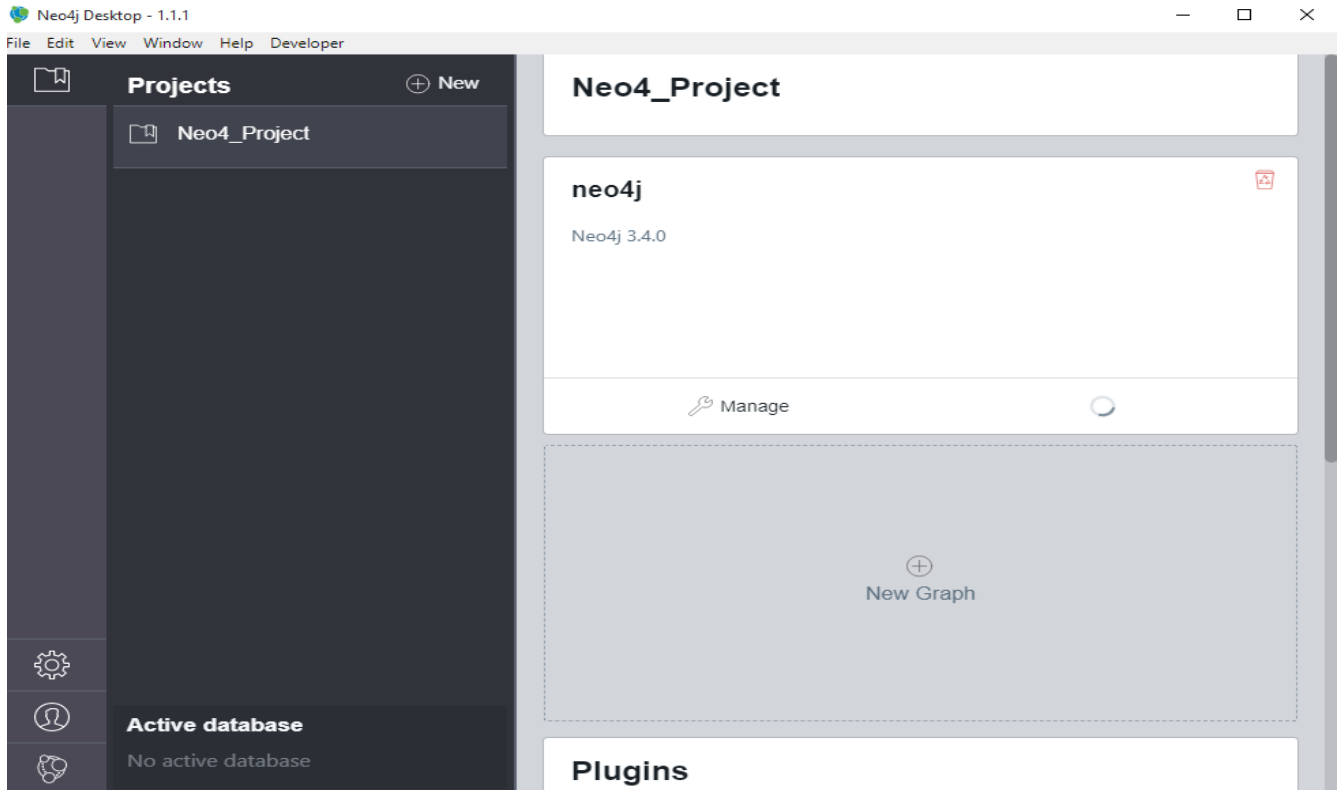 Neo4j Desktop - 1.1.1
File Edit View Window Help Developer
Projects
New
Neo4_Project
Active database
No active database
Neo4_Project
neo4j
Neo4j 3.4.0
Manage
New Graph
Plugins